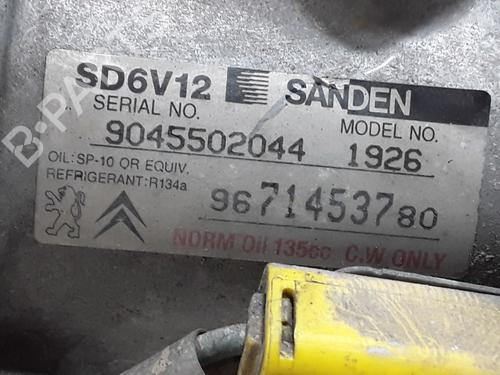 SD6V12 SANDEN
SERIAL NO. MODEL NO.
9045502044 1926
OIL: SP-10 OR EQUIV.
REFRIGERANT: R134a
9671453780
NORM Oil 135cc C.W ONLY